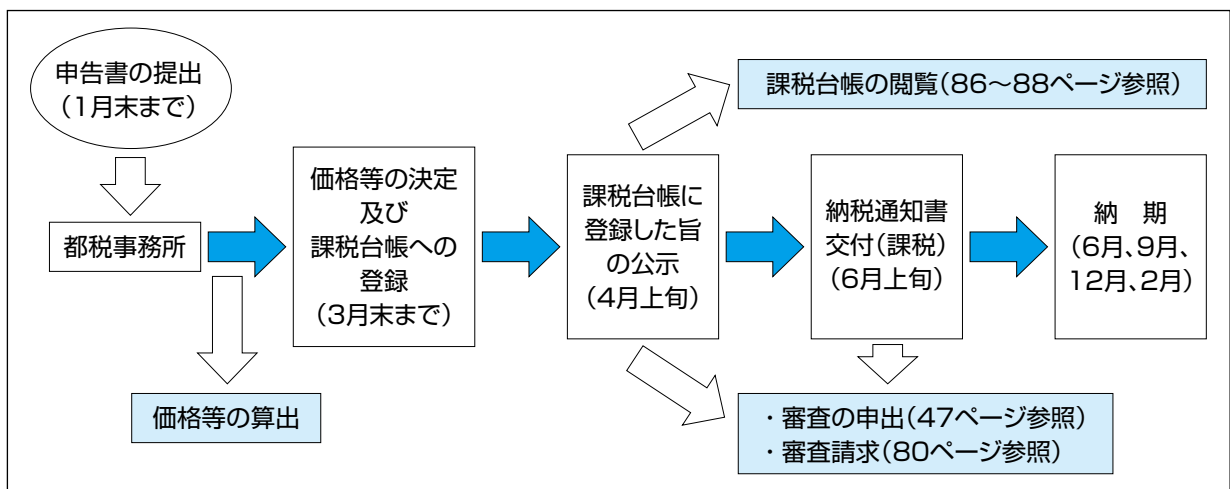 申告書の提出
（1月末まで）
都税事務所
価格等の算出
価格等の決定
及び
課税台帳への
登録
（3月末まで）
課税台帳に
登録した旨
の公示
（4月上旬）
課税台帳の閲覧（86～88ページ参照）
納税通知書
交付（課税）
（6月上旬）
・審査の申出（47ページ参照）
・審査請求（80ページ参照）
納　期
（6月、9月、
12月、2月）